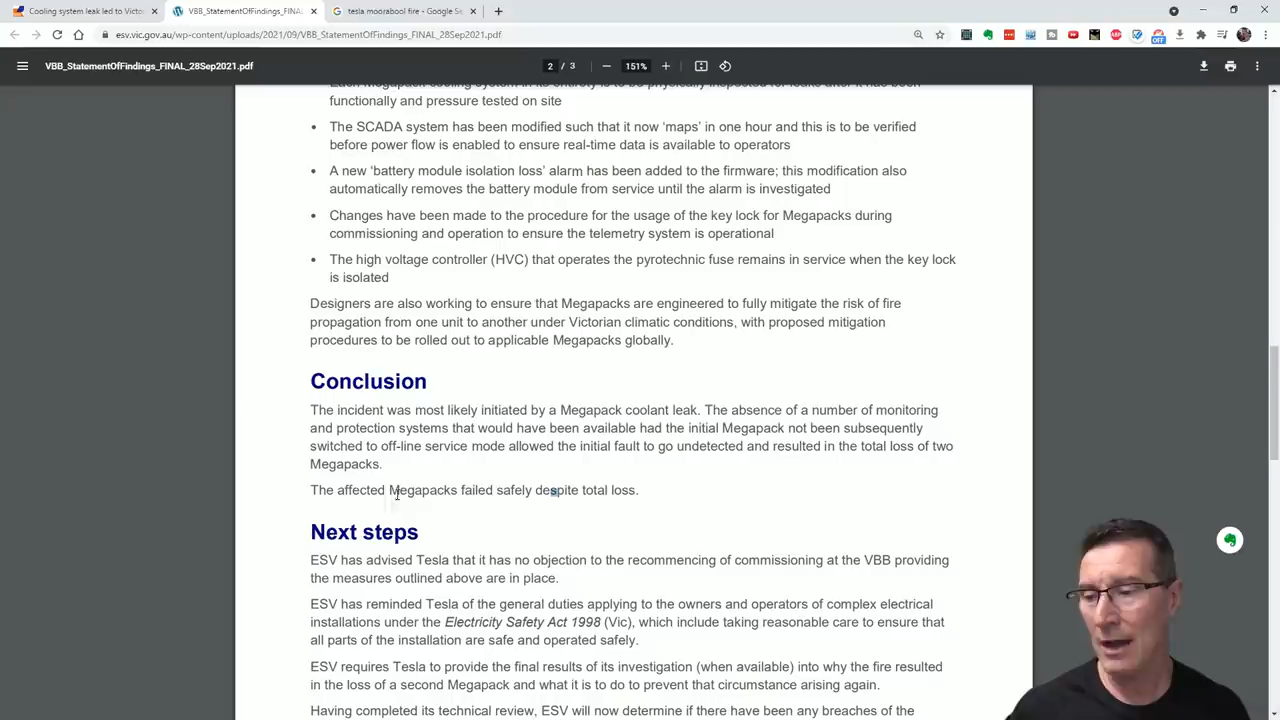 Cooling system leak led to Victor
VBB_StatementOfFindings_FINAL
tesla moorabool fire - Google Se
esv.vic.gov.au/wp-content/uploads/2021/09/VBB_StatementOfFindings_FINAL_28Sep2021.pdf
VBB_StatementOfFindings_FINAL_28Sep2021.pdf
2 / 3
151%
Each Megapack cooling system in its entirety is to be physically inspected for leaks after it has been
functionally and pressure tested on site
• The SCADA system has been modified such that it now ‘maps’ in one hour and this is to be verified
before power flow is enabled to ensure real-time data is available to operators
• A new ‘battery module isolation loss’ alarm has been added to the firmware; this modification also
automatically removes the battery module from service until the alarm is investigated
• Changes have been made to the procedure for the usage of the key lock for Megapacks during
commissioning and operation to ensure the telemetry system is operational
• The high voltage controller (HVC) that operates the pyrotechnic fuse remains in service when the key lock
is isolated
Designers are also working to ensure that Megapacks are engineered to fully mitigate the risk of fire
propagation from one unit to another under Victorian climatic conditions, with proposed mitigation
procedures to be rolled out to applicable Megapacks globally.
Conclusion
The incident was most likely initiated by a Megapack coolant leak. The absence of a number of monitoring
and protection systems that would have been available had the initial Megapack not been subsequently
switched to off-line service mode allowed the initial fault to go undetected and resulted in the total loss of two
Megapacks.
The affected Megapacks failed safely despite total loss.
Next steps
ESV has advised Tesla that it has no objection to the recommencing of commissioning at the VBB providing
the measures outlined above are in place.
ESV has reminded Tesla of the general duties applying to the owners and operators of complex electrical
installations under the Electricity Safety Act 1998 (Vic), which include taking reasonable care to ensure that
all parts of the installation are safe and operated safely.
ESV requires Tesla to provide the final results of its investigation (when available) into why the fire resulted
in the loss of a second Megapack and what it is to do to prevent that circumstance arising again.
Having completed its technical review, ESV will now determine if there have been any breaches of the